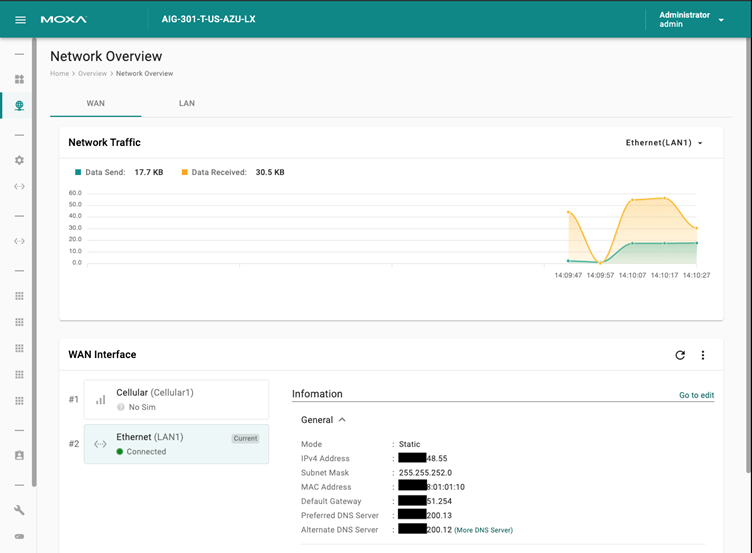 MOXA
AIG-301-T-US-AZU-LX
Administrator
admin
Network Overview
Home > Overview > Network Overview
WAN LAN
Network Traffic
Ethernet(LAN1)
Data Send: 17.7 KB Data Received: 30.5 KB
60.0
50.0
40.0
30.0
20.0
10.0
0.0
14:09:47 14:09:57 14:10:07 14:10:17 14:10:27
WAN Interface
#1 Cellular (Cellular1)
No Sim
#2 Ethernet (LAN1) Current
Connected
Infomation
Go to edit
General
Mode : Static
IPv4 Address : 48.55
Subnet Mask : 255.255.252.0
MAC Address : 8:01:01:10
Default Gateway : 51.254
Preferred DNS Server : 200.13
Alternate DNS Server : 200.12 (More DNS Server)